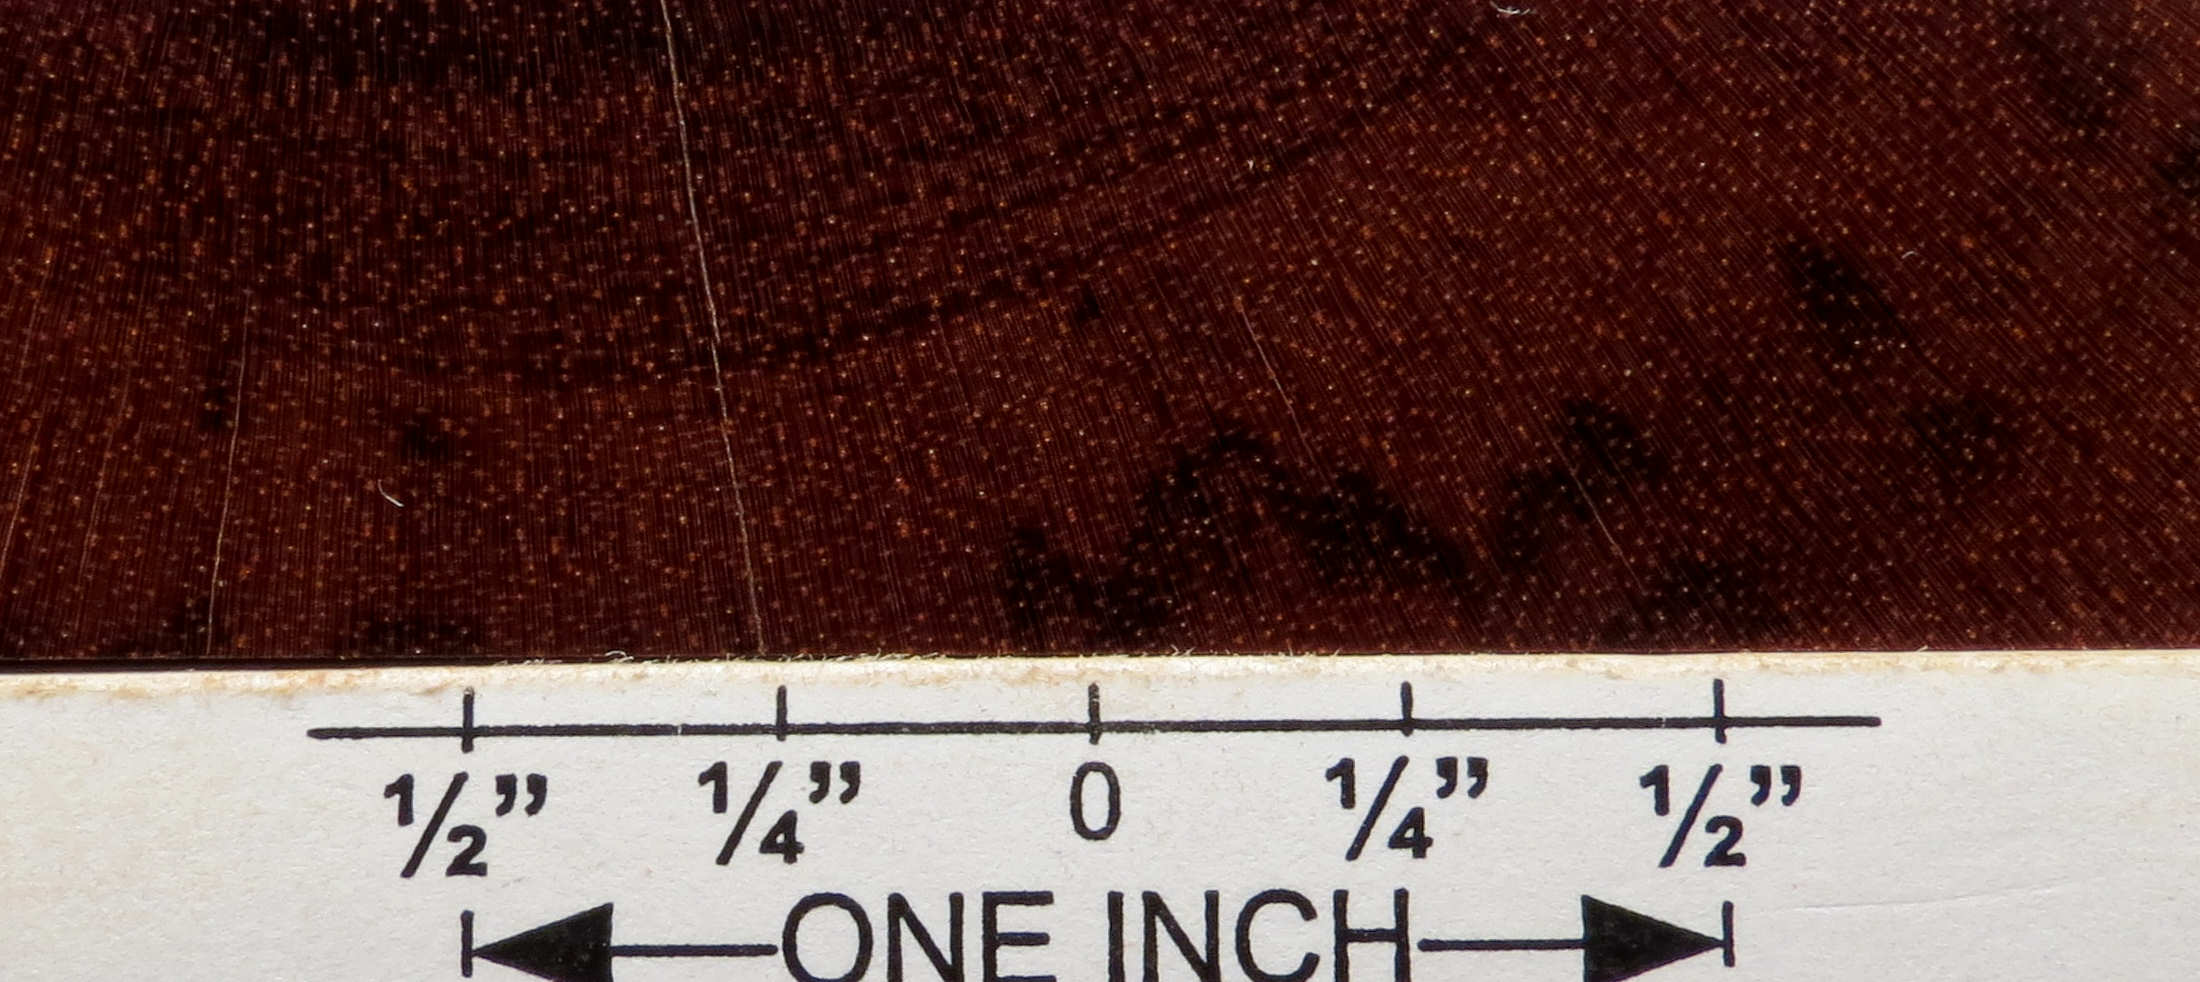 ½” ¼” 0 ¼” ½”
ONE INCH